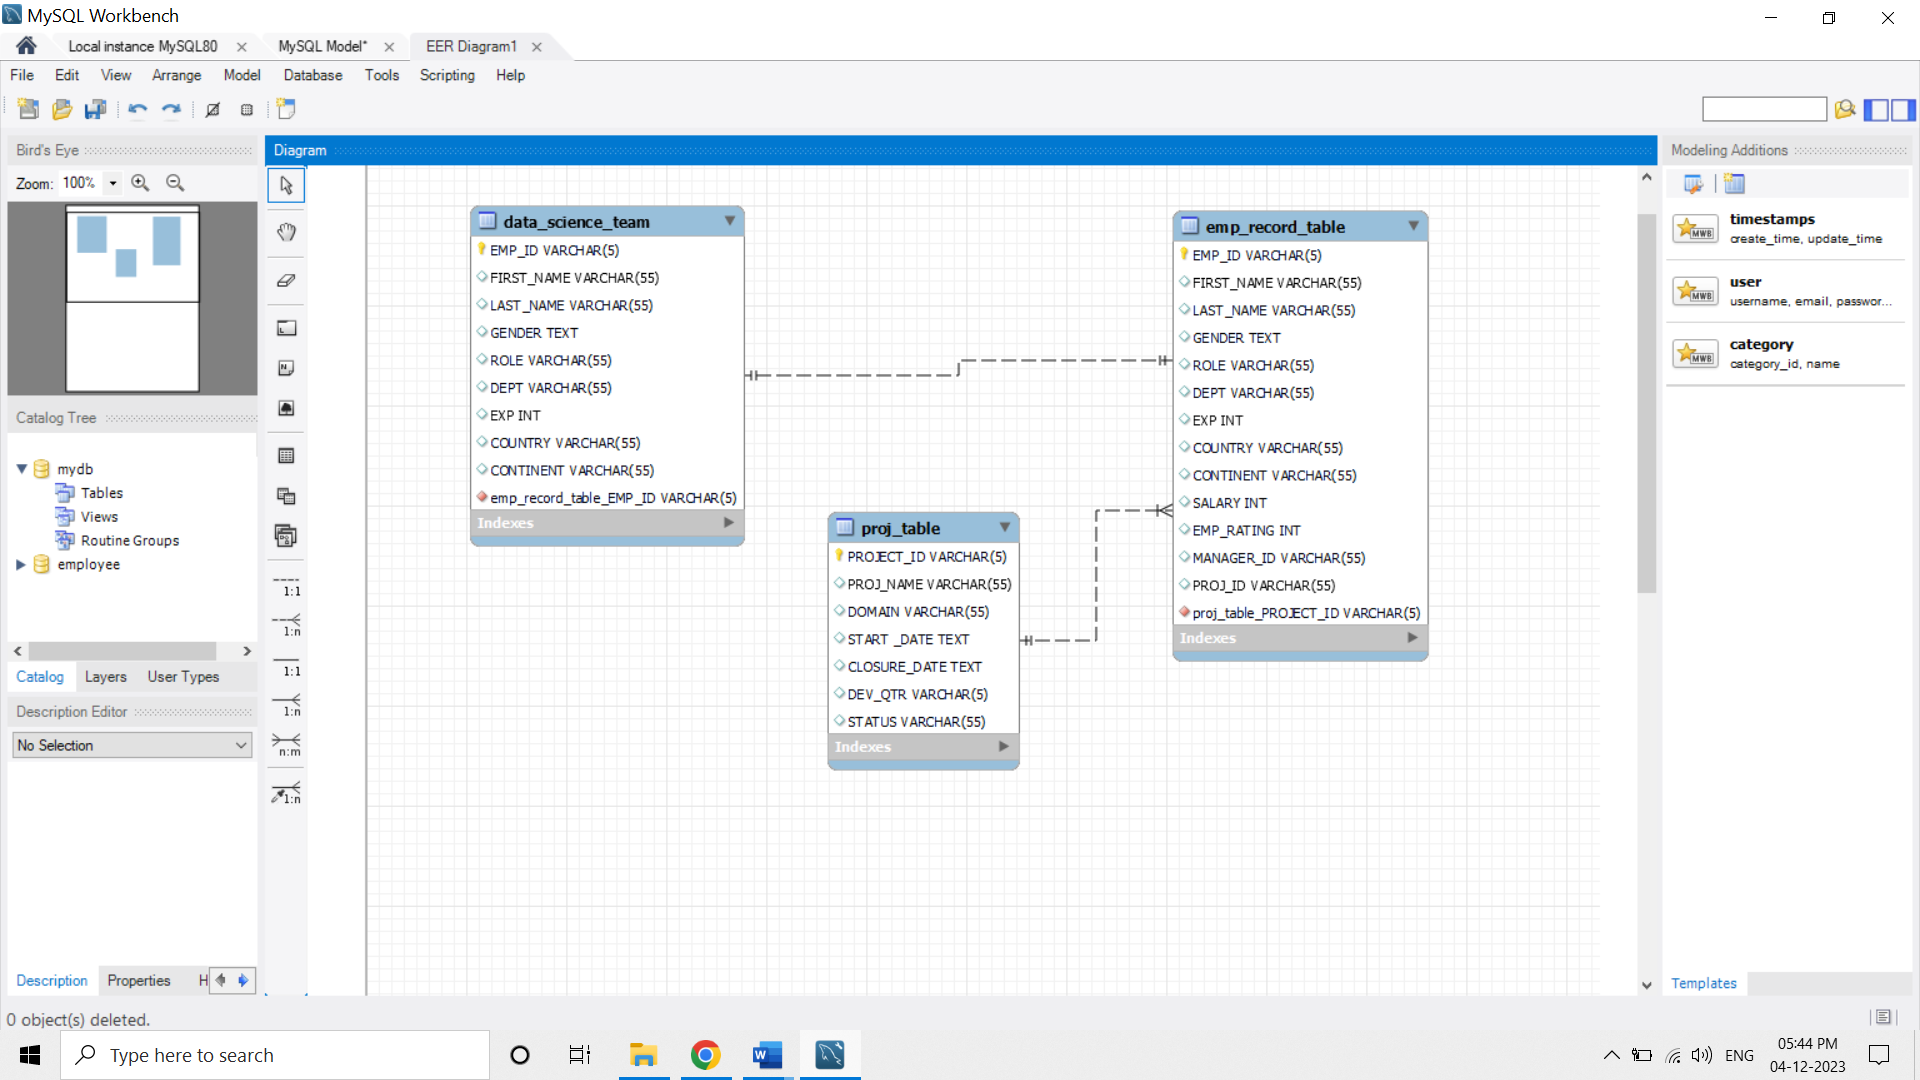 MySQL Workbench
Local instance MySQL80
MySQL Model*
EER Diagram1
File Edit View Arrange Model Database Tools Scripting Help
Bird's Eye
Zoom: 100%
Catalog Tree
mydb
Tables
Views
Routine Groups
employee
Catalog Layers User Types
Description Editor
No Selection
Description Properties H
0 object(s) deleted.
1:1
1:n
1:1
1:n
n:m
1:n
Diagram
data_science_team
EMP_ID VARCHAR(5)
FIRST_NAME VARCHAR(55)
LAST_NAME VARCHAR(55)
GENDER TEXT
ROLE VARCHAR(55)
DEPT VARCHAR(55)
EXP INT
COUNTRY VARCHAR(55)
CONTINENT VARCHAR(55)
emp_record_table_EMP_ID VARCHAR(5)
Indexes
proj_table
PROJECT_ID VARCHAR(5)
PROJ_NAME VARCHAR(55)
DOMAIN VARCHAR(55)
START _DATE TEXT
CLOSURE_DATE TEXT
DEV_QTR VARCHAR(5)
STATUS VARCHAR(55)
Indexes
emp_record_table
EMP_ID VARCHAR(5)
FIRST_NAME VARCHAR(55)
LAST_NAME VARCHAR(55)
GENDER TEXT
ROLE VARCHAR(55)
DEPT VARCHAR(55)
EXP INT
COUNTRY VARCHAR(55)
CONTINENT VARCHAR(55)
SALARY INT
EMP_RATING INT
MANAGER_ID VARCHAR(55)
PROJ_ID VARCHAR(55)
proj_table_PROJECT_ID VARCHAR(5)
Indexes
Modeling Additions
MWB
timestamps
create_time, update_time
MWB
user
username, email, passwor...
MWB
category
category_id, name
Templates
Type here to search
W
ENG
05:44 PM
04-12-2023